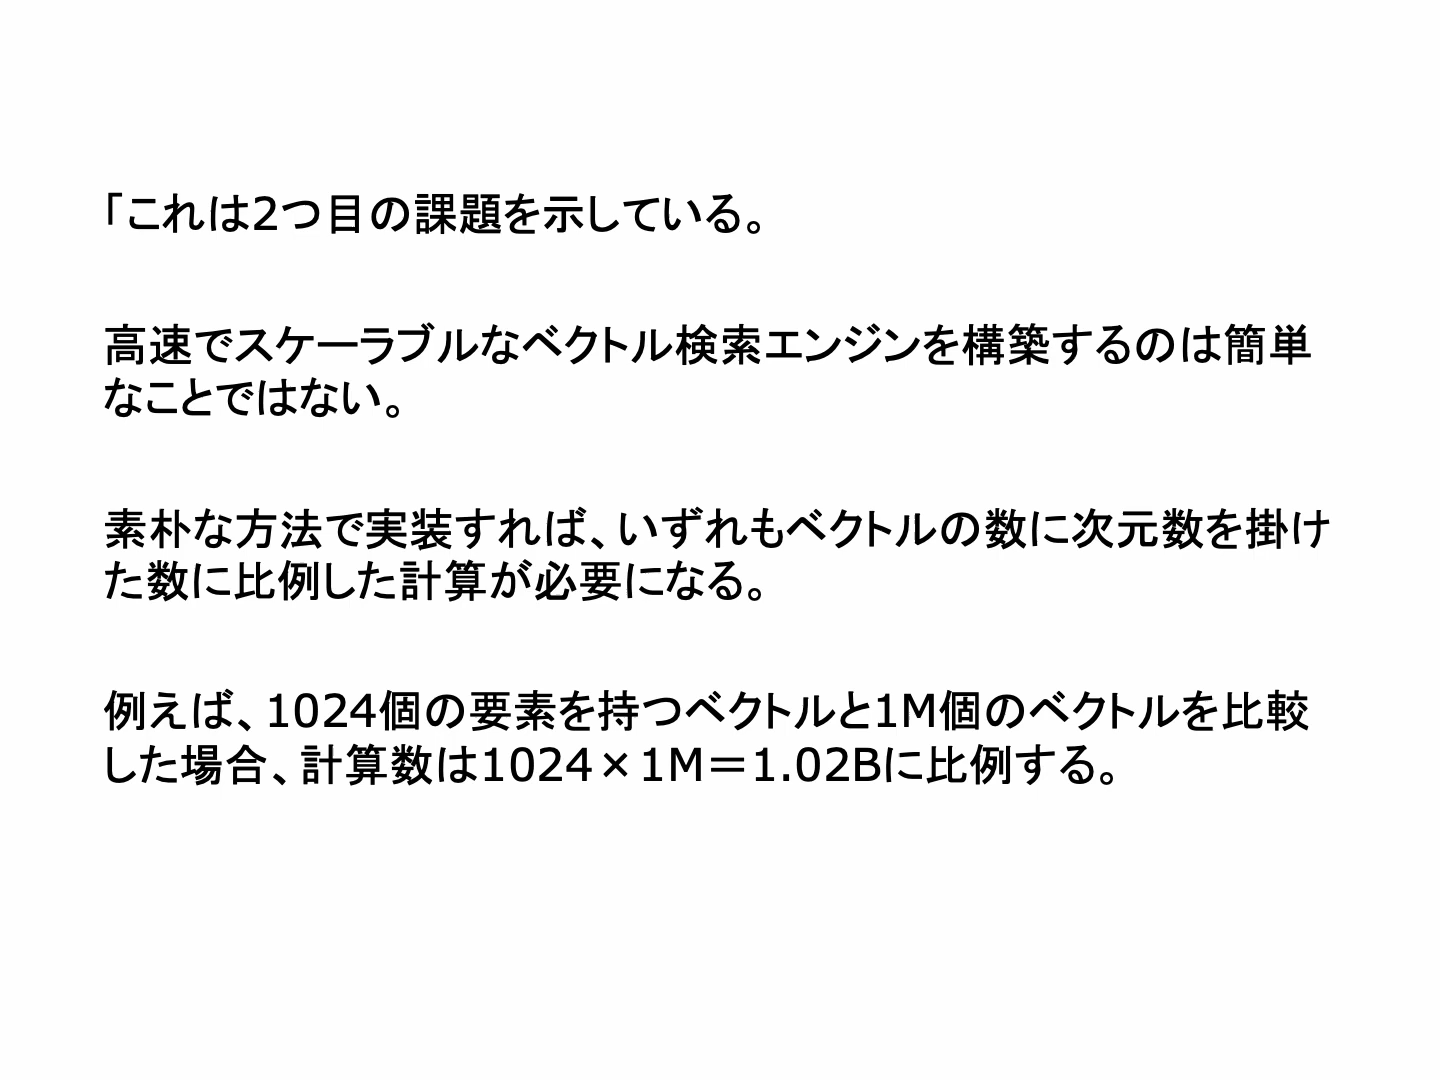 「これは2つ目の課題を示している。
高速でスケーラブルなベクトル検索エンジンを構築するのは簡単
なことではない。
素朴な方法で実装すれば、いずれもベクトルの数に次元数を掛け
た数に比例した計算が必要になる。
例えば、1024個の要素を持つベクトルと1M個のベクトルを比較
した場合、計算数は1024×1M＝1.02Bに比例する。